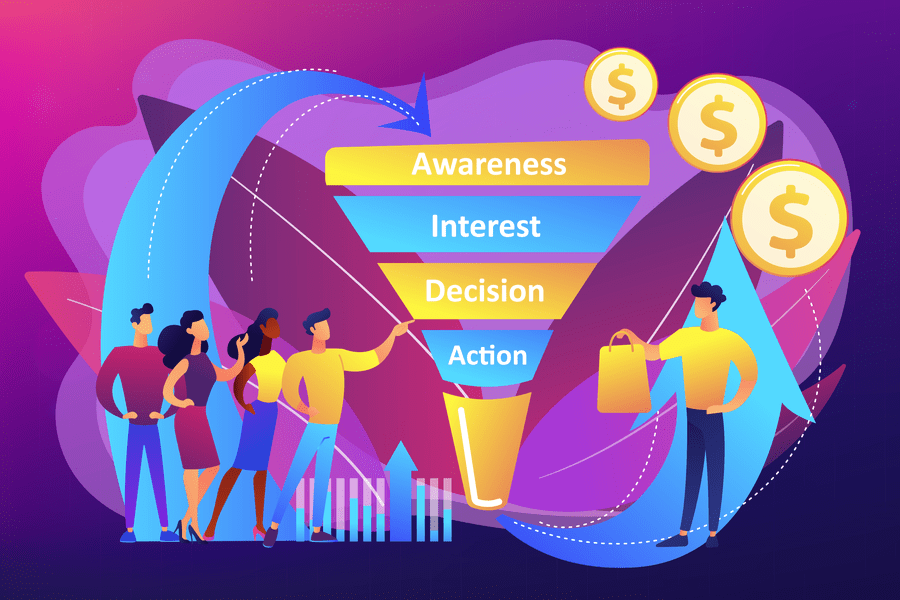 Awareness
Interest
Decision
Action
$
$
$